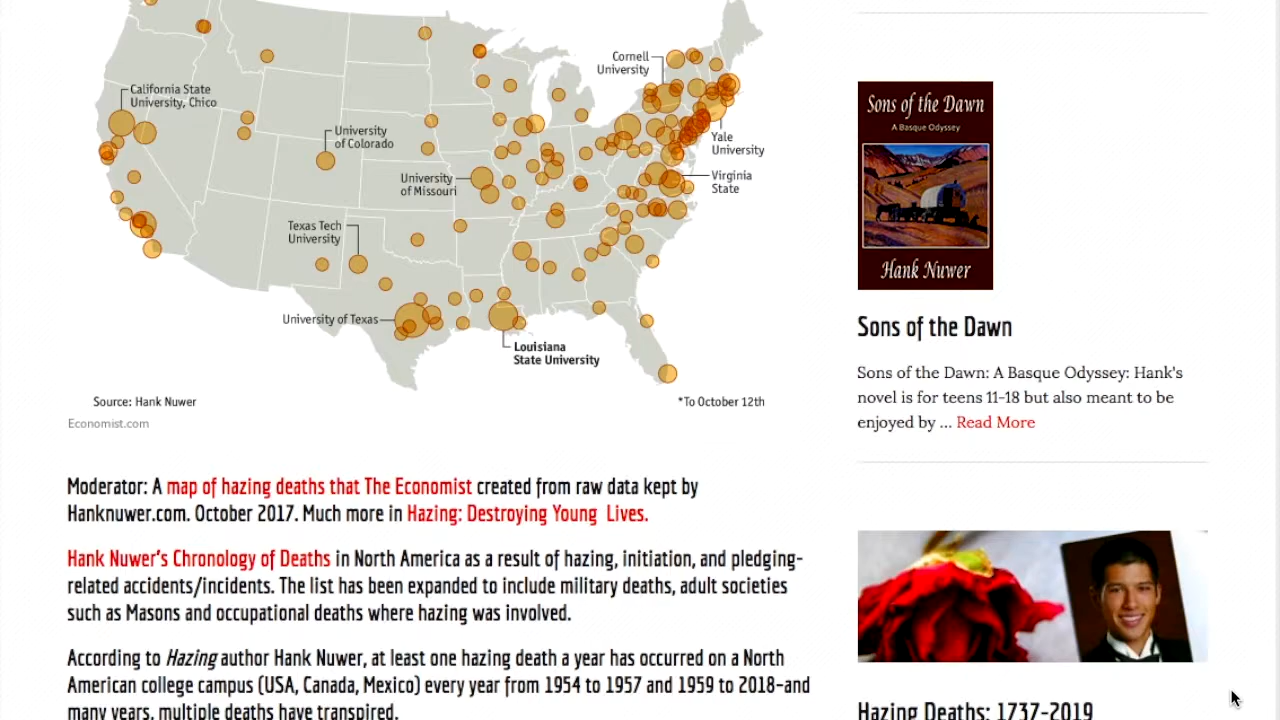 Cornell
University
California State
University, Chico
University
of Colorado
Yale
University
University
of Missouri
Virginia
State
Texas Tech
University
University of Texas
Louisiana
State University
Source: Hank Nuwer
*To October 12th
Economist.com
Moderator: A map of hazing deaths that The Economist created from raw data kept by
Hanknuwer.com. October 2017. Much more in Hazing: Destroying Young Lives.
Hank Nuwer's Chronology of Deaths in North America as a result of hazing, initiation, and pledging-
related accidents/incidents. The list has been expanded to include military deaths, adult societies
such as Masons and occupational deaths where hazing was involved.
According to Hazing author Hank Nuwer, at least one hazing death a year has occurred on a North
American college campus (USA, Canada, Mexico) every year from 1954 to 1957 and 1959 to 2018–and
many years, multiple deaths have transpired.
Sons of the Dawn
A Basque Odyssey
Hank Nuwer
Sons of the Dawn
Sons of the Dawn: A Basque Odyssey: Hank's
novel is for teens 11-18 but also meant to be
enjoyed by ... Read More
Hazing Deaths: 1737-2019